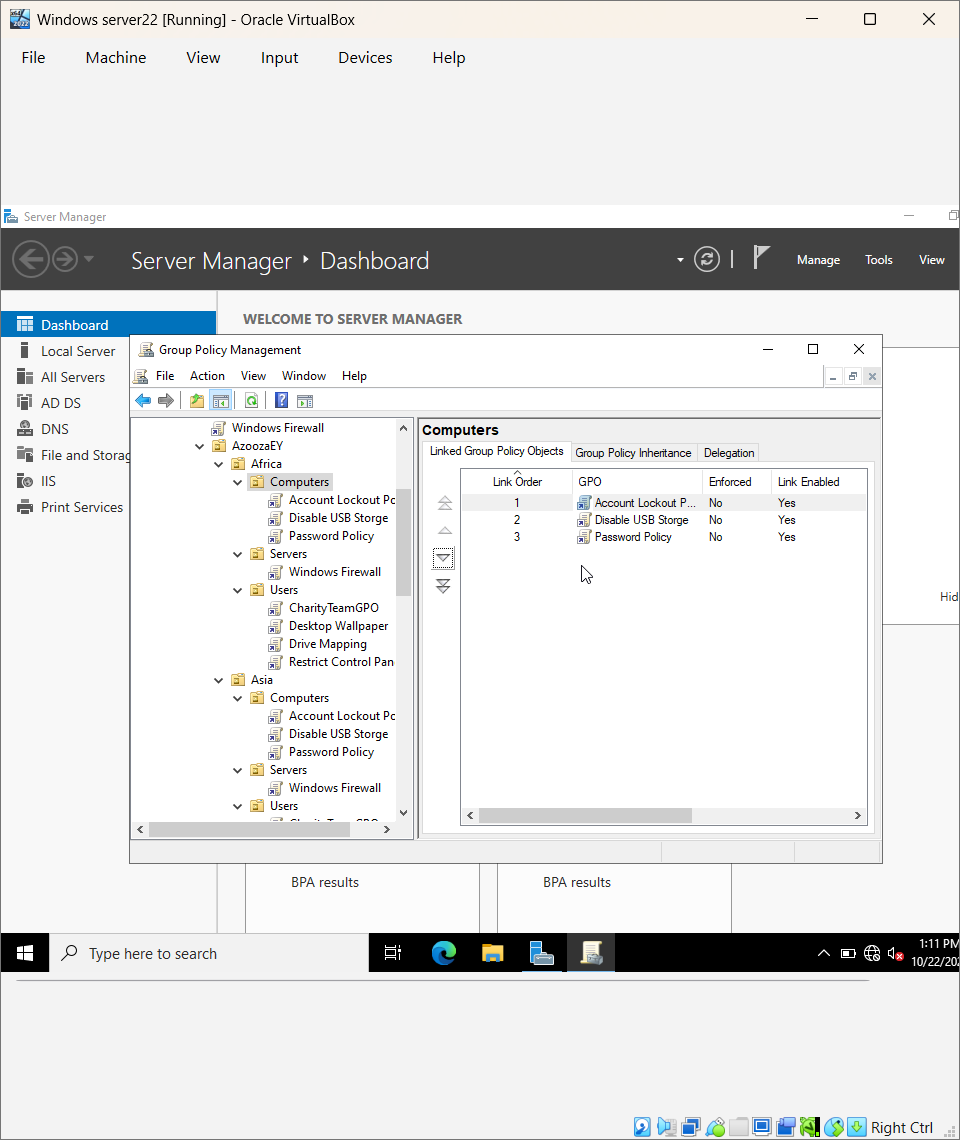 Windows server22 [Running] - Oracle VirtualBox
File Machine View Input Devices Help
Server Manager
Server Manager Dashboard
Manage Tools View
Dashboard
Local Server
All Servers
AD DS
DNS
File and Storag
IIS
Print Services
WELCOME TO SERVER MANAGER
Group Policy Management
File Action View Window Help
Windows Firewall
AzoozaEY
Africa
Computers
Account Lockout Po
Disable USB Storge
Password Policy
Servers
Windows Firewall
Users
CharityTeamGPO
Desktop Wallpaper
Drive Mapping
Restrict Control Pan
Asia
Computers
Account Lockout Po
Disable USB Storge
Password Policy
Servers
Windows Firewall
Users
Computers
Linked Group Policy Objects Group Policy Inheritance Delegation
Link Order GPO Enforced Link Enabled
1 Account Lockout P... No Yes
2 Disable USB Storge No Yes
3 Password Policy No Yes
Hid
BPA results BPA results
Type here to search
1:11 PM
10/22/202
Right Ctrl